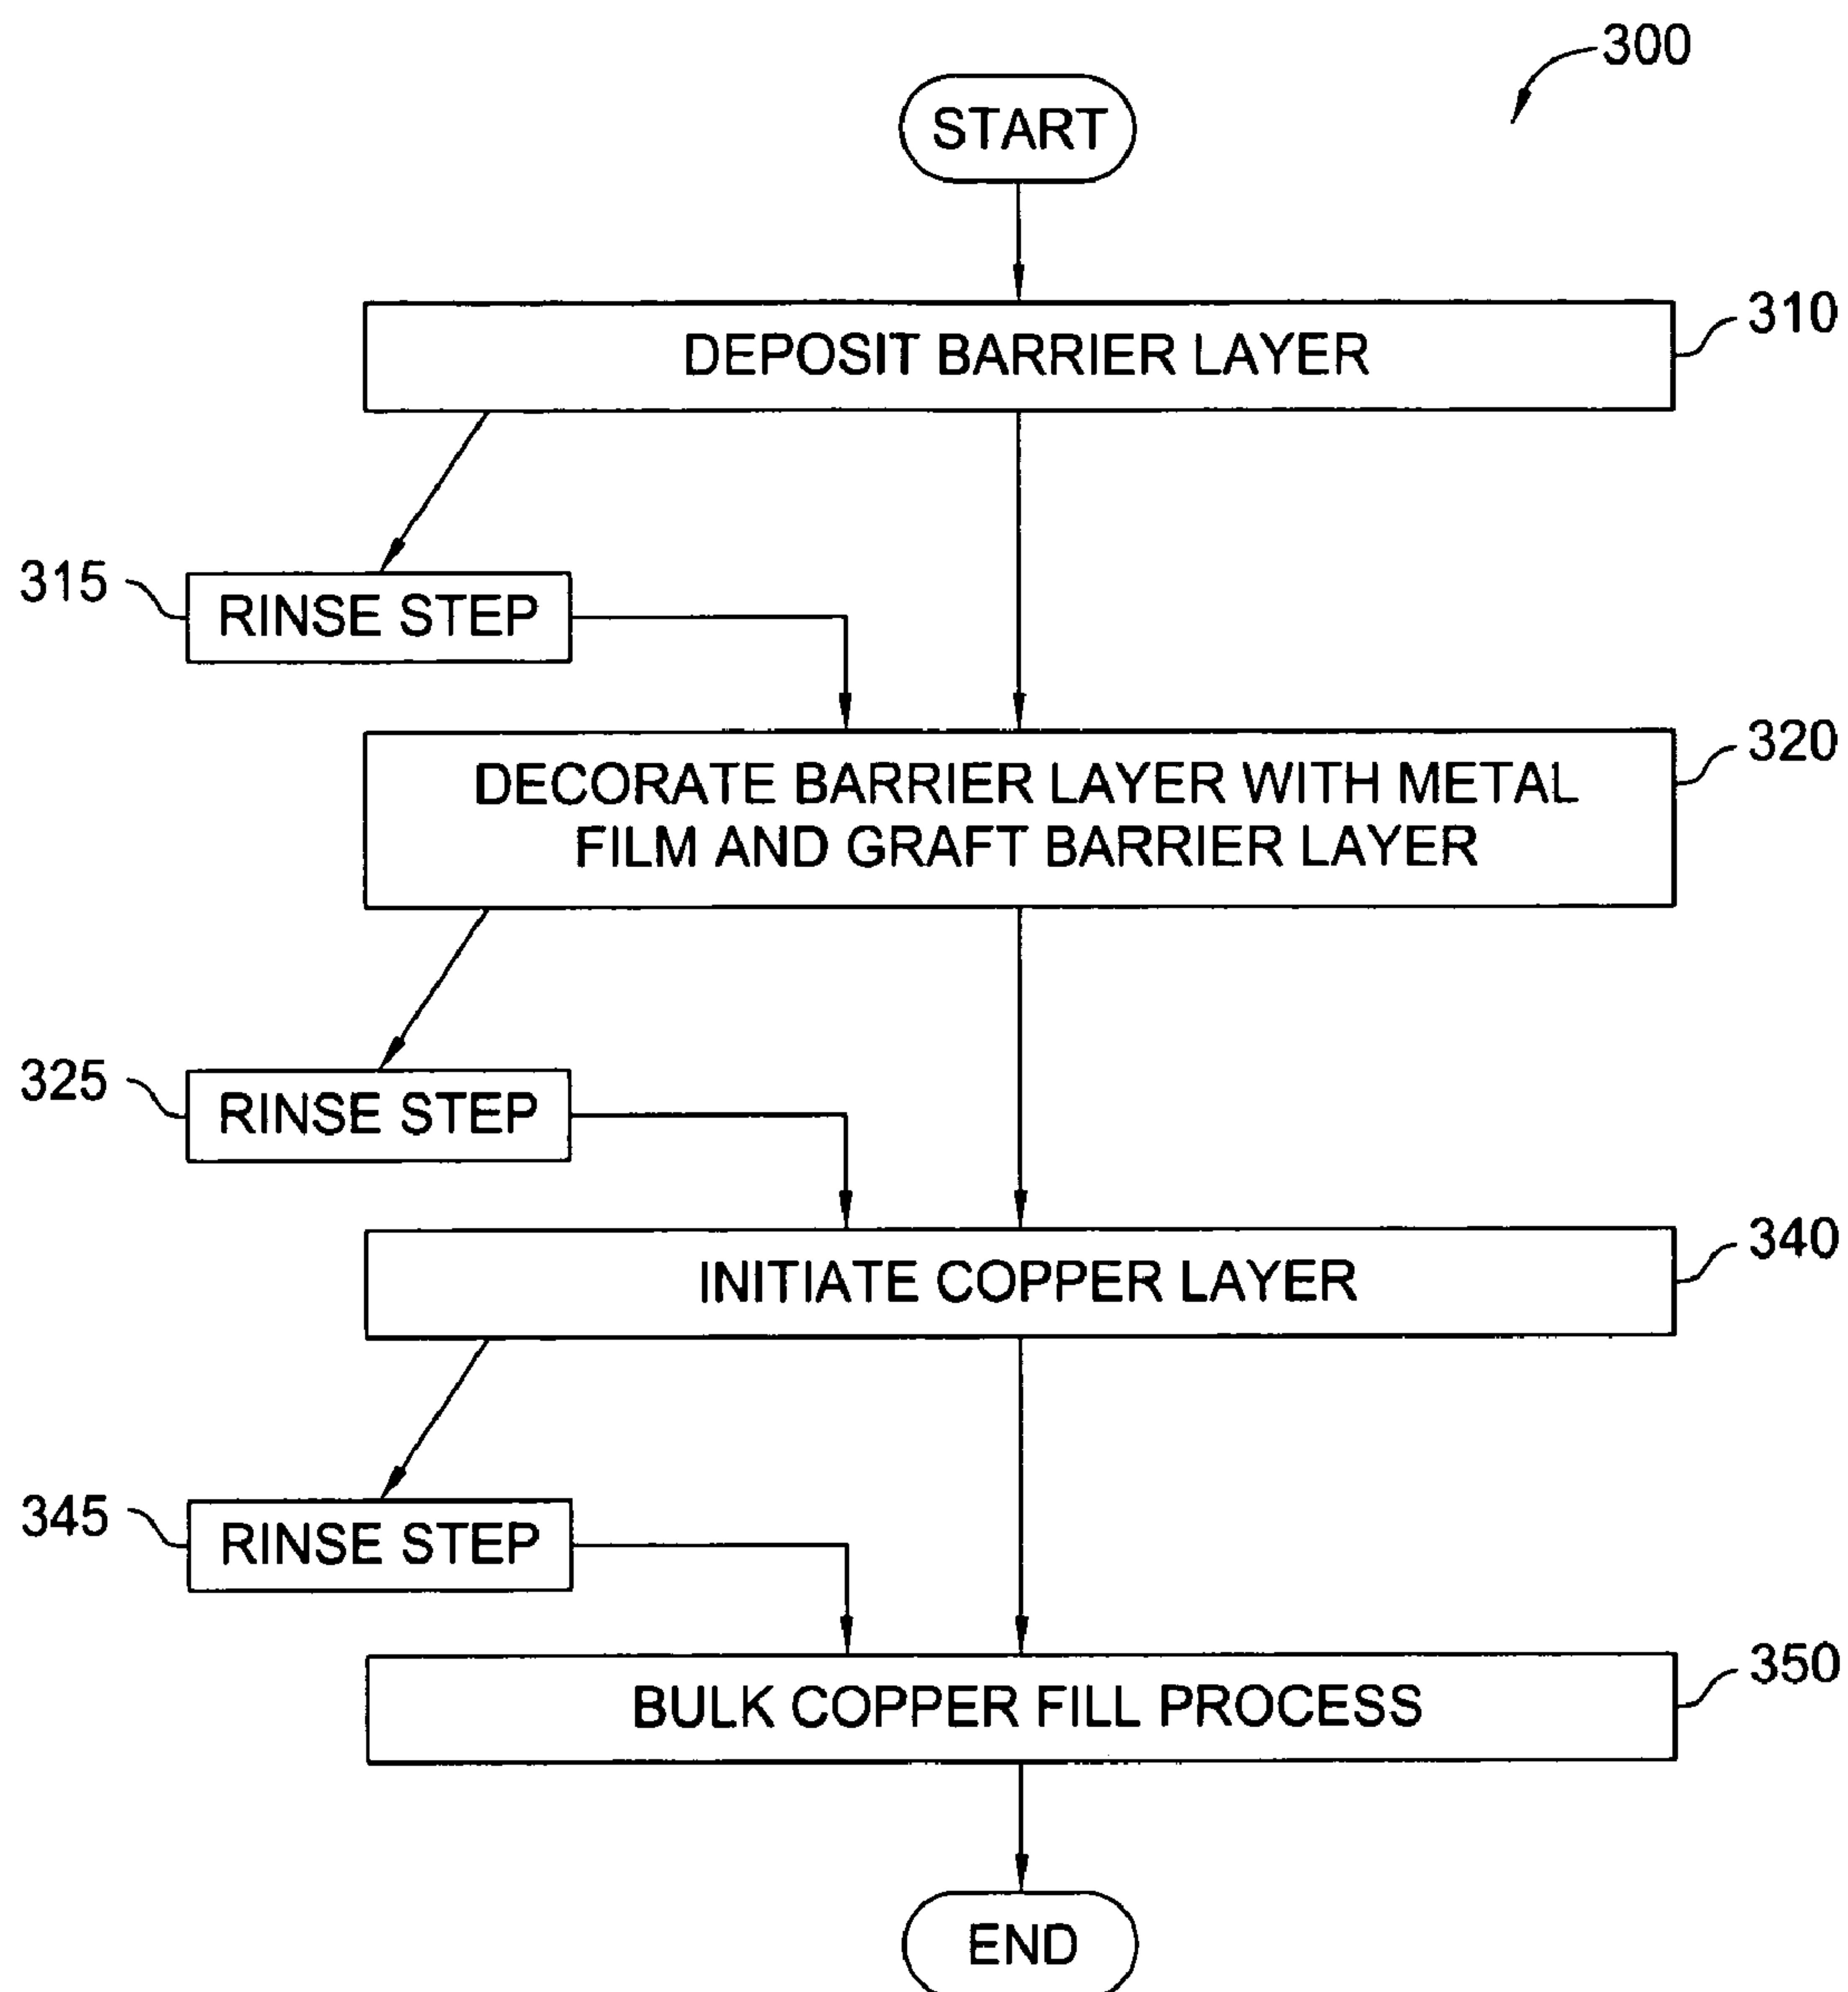 300
START
DEPOSIT BARRIER LAYER
310
315
RINSE STEP
DECORATE BARRIER LAYER WITH METAL
FILM AND GRAFT BARRIER LAYER
320
325
RINSE STEP
INITIATE COPPER LAYER
340
345
RINSE STEP
BULK COPPER FILL PROCESS
350
END